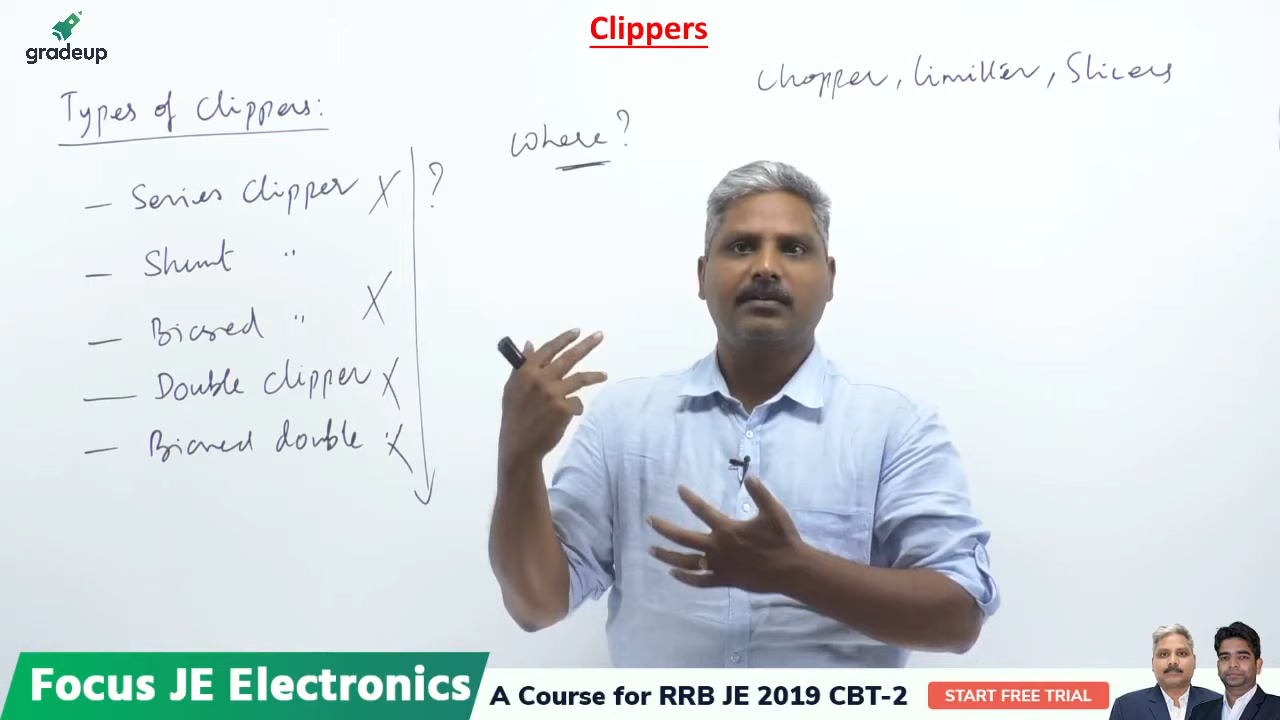 gradeup
Clippers
Chopper, limitter, Slicers
Types of Clippers:
Where?
— Series Clipper X ?
— Shunt "
— Biased " X
— Double Clipper X
— Biased double " X
Focus JE Electronics
A Course for RRB JE 2019 CBT-2
START FREE TRIAL